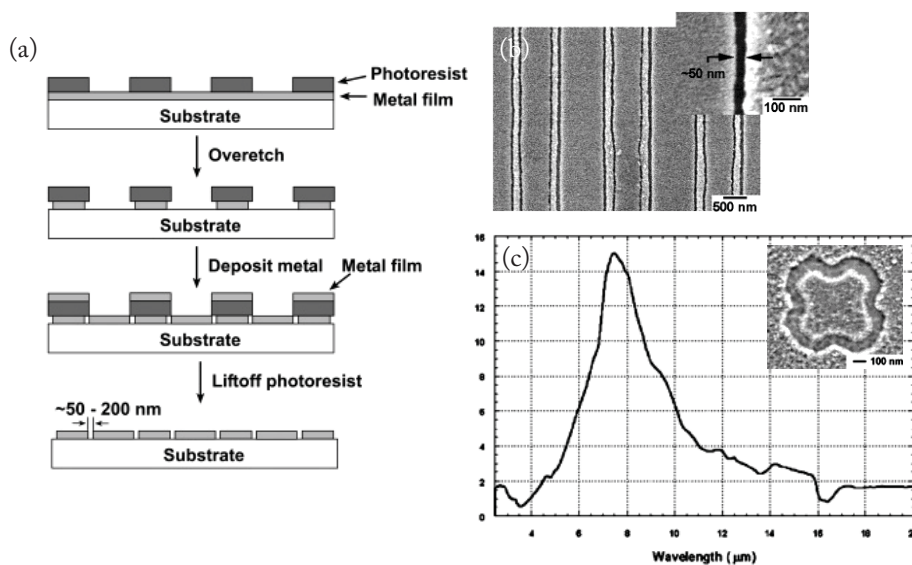 (a)
Photoresist
Metal film
Substrate
Overetch
Substrate
Deposit metal
Metal film
Substrate
Liftoff photoresist
~50 - 200 nm
Substrate
(b)
~50 nm
100 nm
500 nm
(c)
16
14
12
10
8
6
4
2
0
100 nm
4 6 8 10 12 14 16 18
Wavelength (μm)